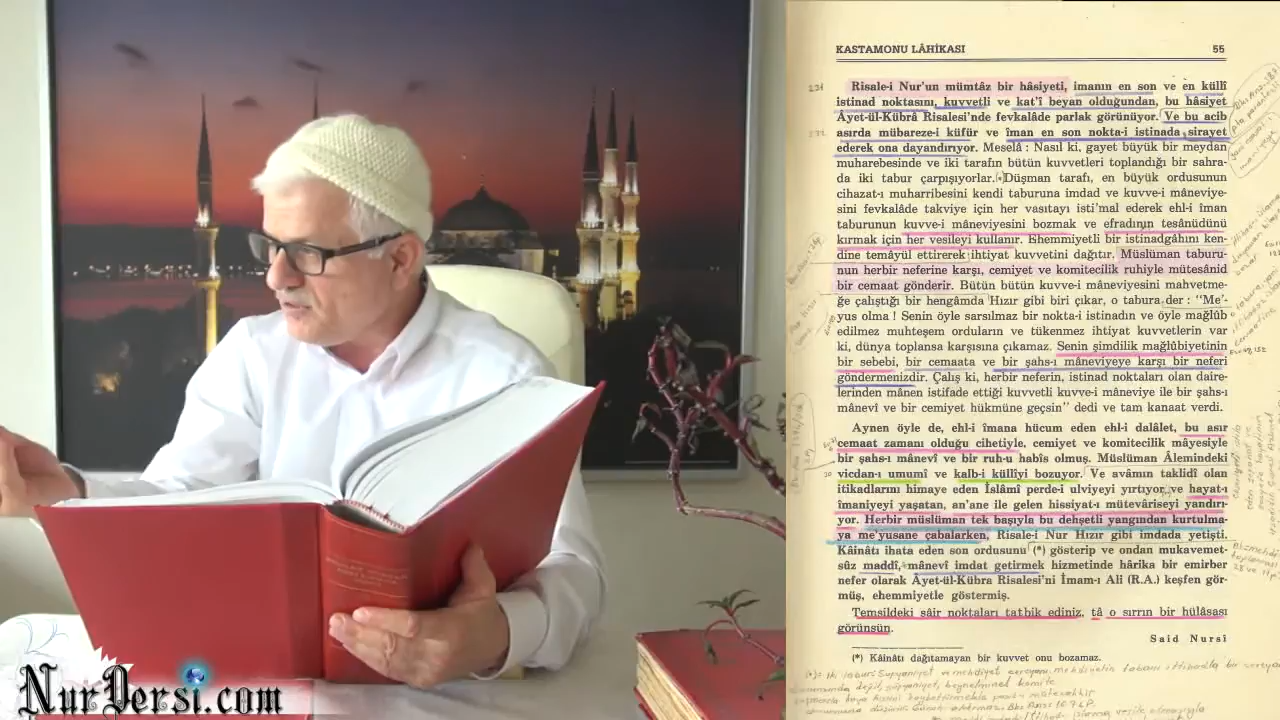 KASTAMONU LÂHİKASI 55
231
Risale-i Nur'un mümtâz bir hâsiyeti, imanın en son ve en küllî
istinad noktasını, kuvvetli ve kat'î beyan olduğundan, bu hâsiyet
Âyet-ül-Kübrâ Risalesi'nde fevkalâde parlak görünüyor. Ve bu acib
asırda mübareze-i küfür ve îman en son nokta-i istinada sirayet
ederek ona dayandırıyor. Meselâ : Nasıl ki, gayet büyük bir meydan
muharebesinde ve iki tarafın bütün kuvvetleri toplandığı bir sahra-
da iki tabur çarpışıyorlar. Düşman tarafı, en büyük ordusunun
cihazat-ı muharribesini kendi taburuna imdad ve kuvve-i mâneviye-
sini fevkalâde takviye için her vasıtayı isti'mal ederek ehl-i îman
taburunun kuvve-i mâneviyesini bozmak ve efradının tesânüdünü
kırmak için her vesileyi kullanır. Ehemmiyetli bir istinadgâhını ken-
dine temâyül ettirerek ihtiyat kuvvetini dağıtır. Müslüman taburu-
nun herbir neferine karşı, cemiyet ve komitecilik ruhiyle mütesânid
bir cemaat gönderir. Bütün bütün kuvve-i mâneviyesini mahvetme-
ğe çalıştığı bir hengâmda Hızır gibi biri çıkar, o tabura der : "Me'-
yus olma ! Senin öyle sarsılmaz bir nokta-i istinadın ve öyle mağlûb
edilmez muhteşem orduların ve tükenmez ihtiyat kuvvetlerin var
ki, dünya toplansa karşısına çıkamaz. Senin şimdilik mağlûbiyetinin
bir sebebi, bir cemaata ve bir şahs-ı mâneviyeye karşı bir neferi
göndermenizdir. Çalış ki, herbir neferin, istinad noktaları olan daire-
lerinden mânen istifade ettiği kuvvetli kuvve-i mâneviye ile bir şahs-ı
mânevî ve bir cemiyet hükmüne geçsin" dedi ve tam kanaat verdi.
Aynen öyle de, ehl-i îmana hücum eden ehl-i dalâlet, bu asır
cemaat zamanı olduğu cihetiyle, cemiyet ve komitecilik mâyesiyle
bir şahs-ı mânevî ve bir ruh-u habîs olmuş. Müslüman Âlemindeki
vicdan-ı umumî ve kalb-i küllîyi bozuyor. Ve avâmın taklidî olan
itikadlarını himaye eden İslâmî perde-i ulviyeyi yırtıyor ve hayat-ı
îmaniyeyi yaşatan, an'ane ile gelen hissiyat-ı mütevâriseyi yandırı-
yor. Herbir müslüman tek başıyla bu dehşetli yangından kurtulma-
ya me'yusane çabalarken, Risale-i Nur Hızır gibi imdada yetişti.
Kâinâtı ihata eden son ordusunu (*) gösterip ve ondan mukavemet-
sûz maddî, mânevî imdat getirmek hizmetinde hârika bir emirber
nefer olarak Âyet-ül-Kübra Risalesi'ni İmam-ı Ali (R.A.) keşfen gör-
müş, ehemmiyetle göstermiş.
Temsildeki sâir noktaları tatbik ediniz, tâ o sırrın bir hülâsası
görünsün.
Said Nursî
(*) Kâinâtı dağıtamayan bir kuvvet onu bozamaz.
NurDersi.com